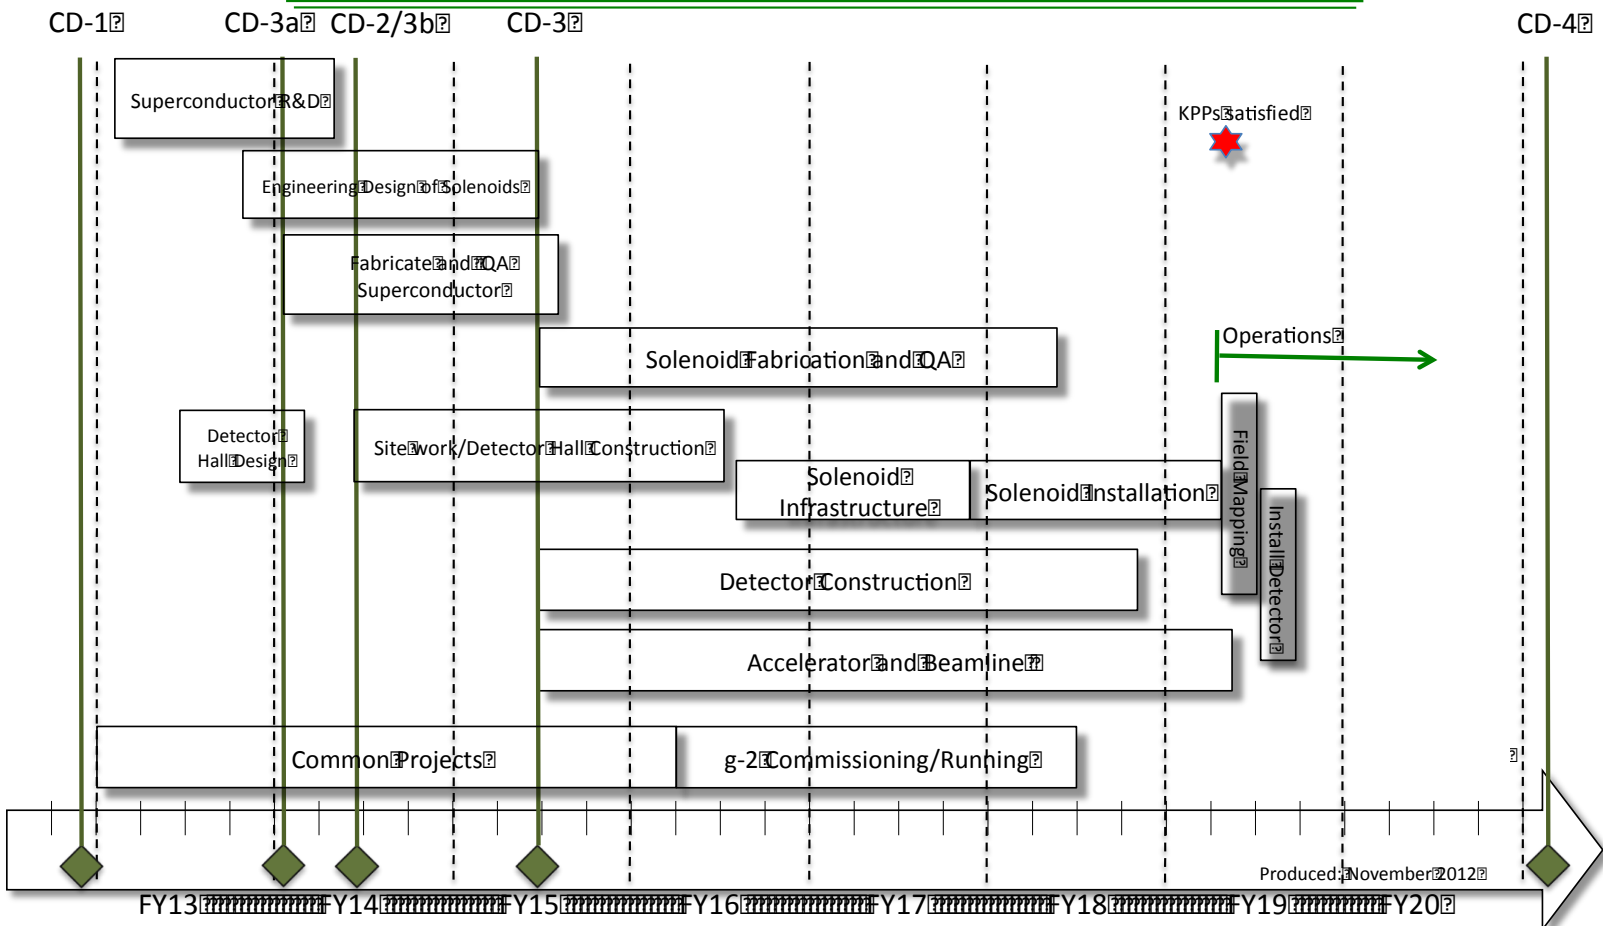 CD-1 CD-3a CD-2/3b CD-3 CD-4
Superconductor R&D
KPPs satisfied
Engineering Design of Solenoids
Fabricate and QA
Superconductor
Operations
Solenoid Fabrication and QA
Detector
Hall Design
Site work/Detector Hall Construction
Field Mapping
Solenoid
Infrastructure
Solenoid Installation
Install Detector
Detector Construction
Accelerator and Beamline
Common Projects
g-2 Commissioning/Running
Produced: November 2012
FY13 FY14 FY15 FY16 FY17 FY18 FY19 FY20